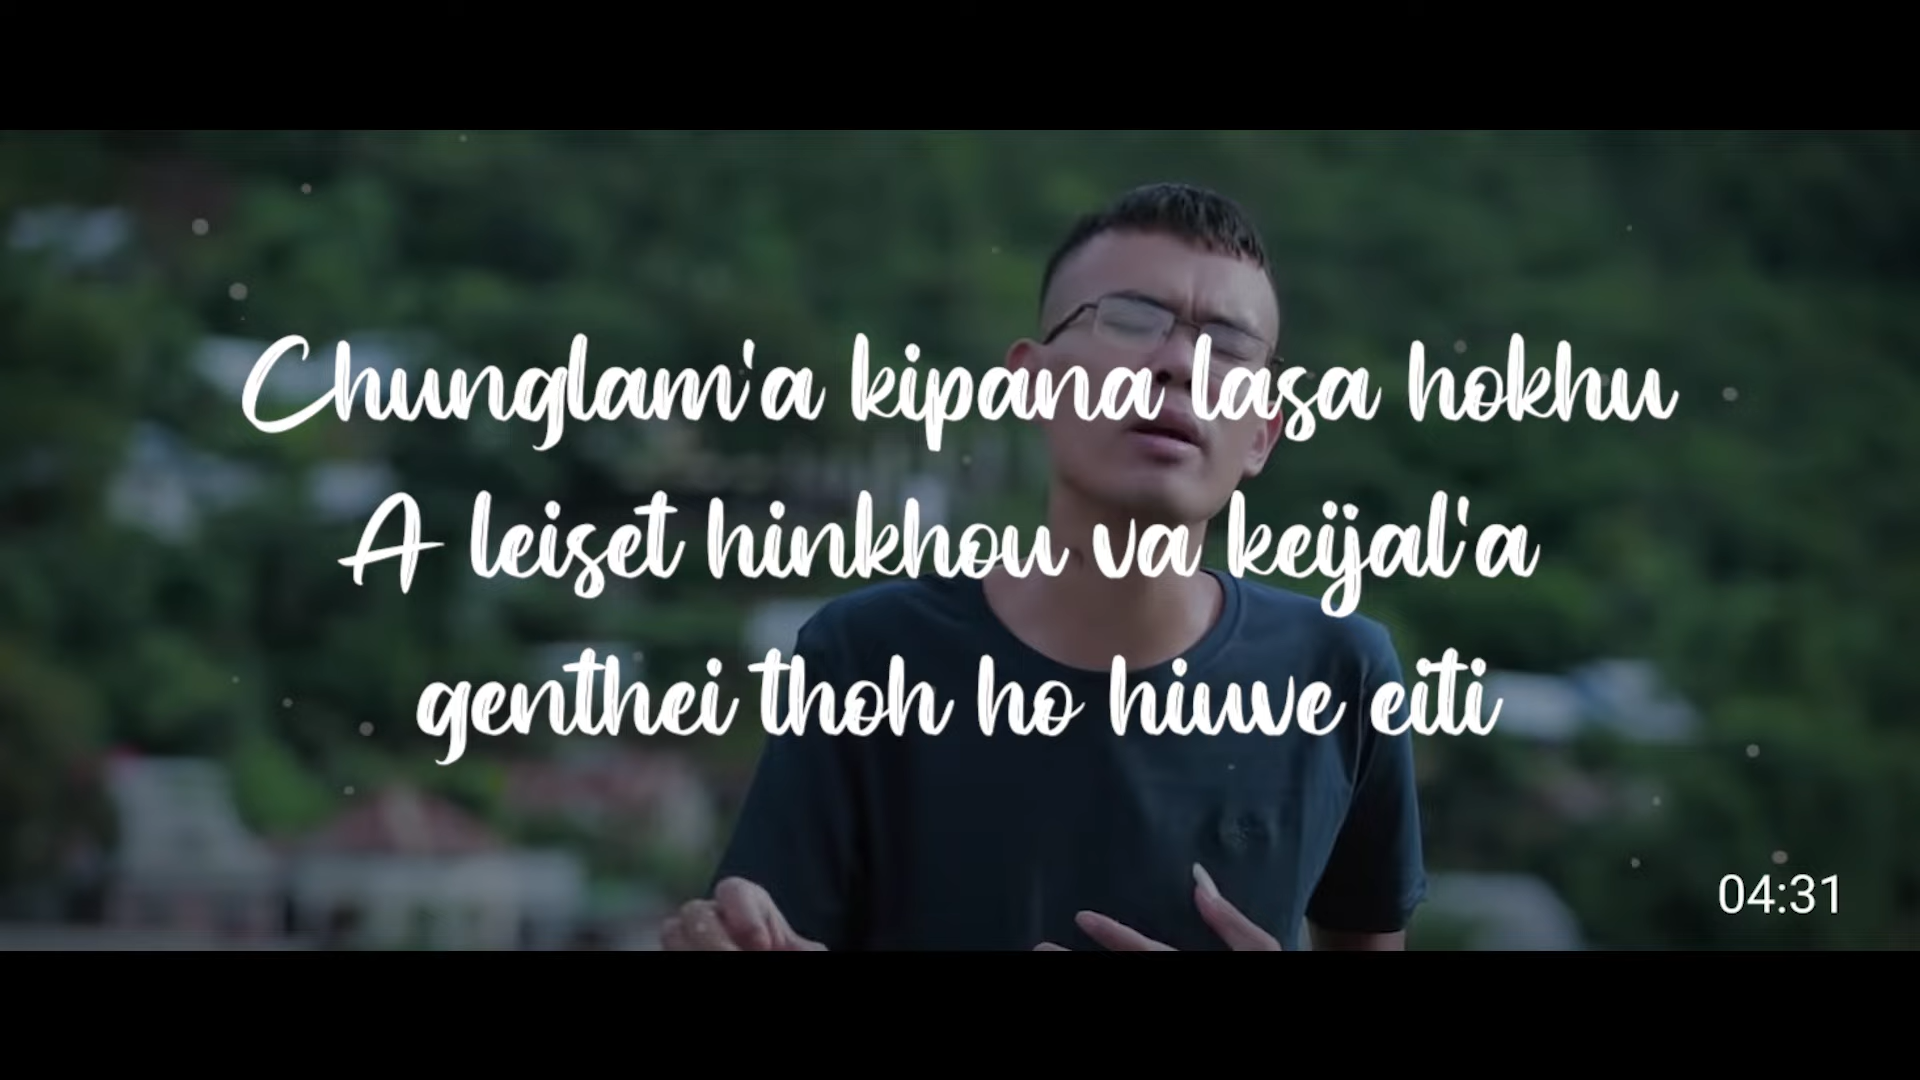 Chunglam'a kipana lasa hokhu
A leiset hinkhou va keijal'a
genthei thoh ho hiuve eiti
04:31